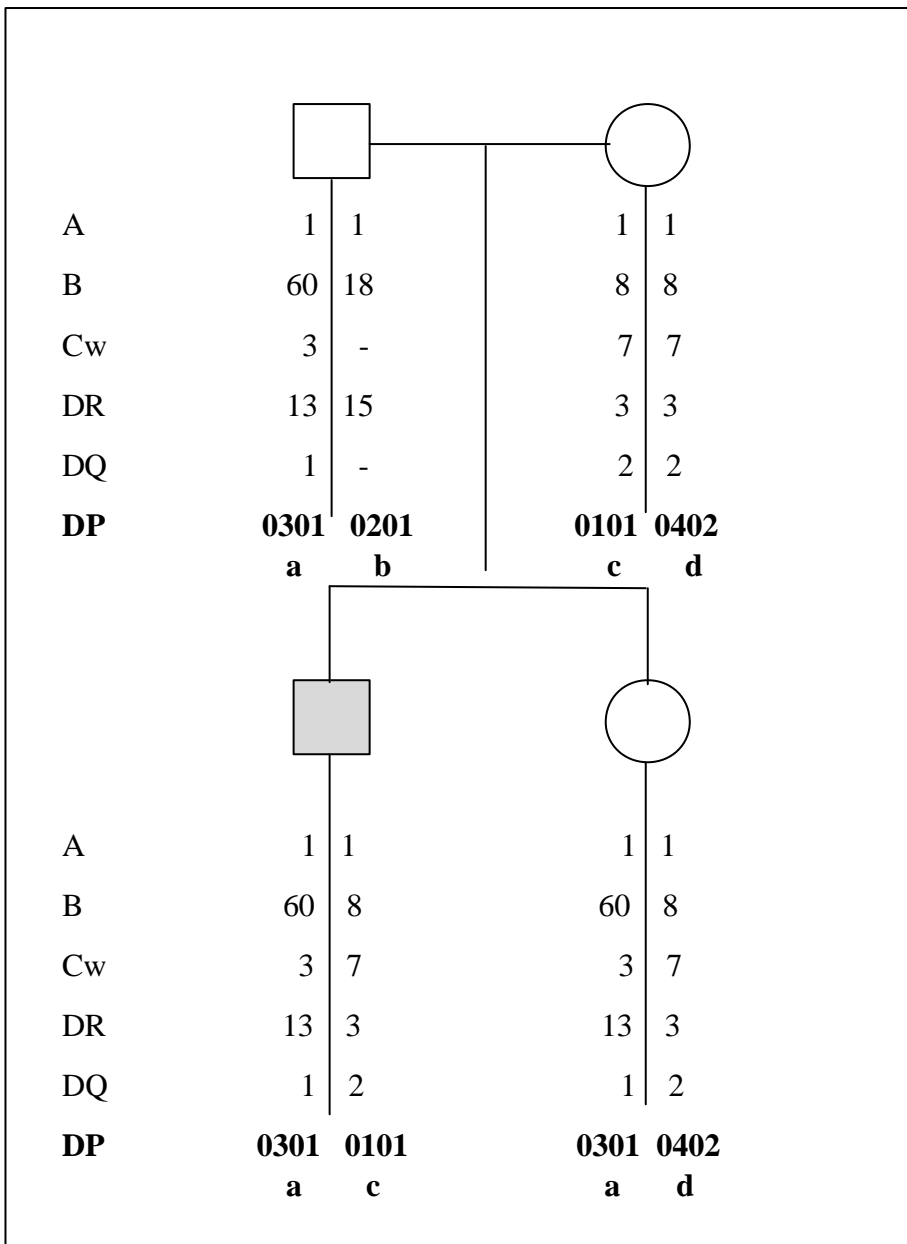 A 1 1 1 1
B 60 18 8 8
Cw 3 - 7 7
DR 13 15 3 3
DQ 1 - 2 2
DP 0301 0201 0101 0402
a b c d
A 1 1 1 1
B 60 8 60 8
Cw 3 7 3 7
DR 13 3 13 3
DQ 1 2 1 2
DP 0301 0101 0301 0402
a c a d